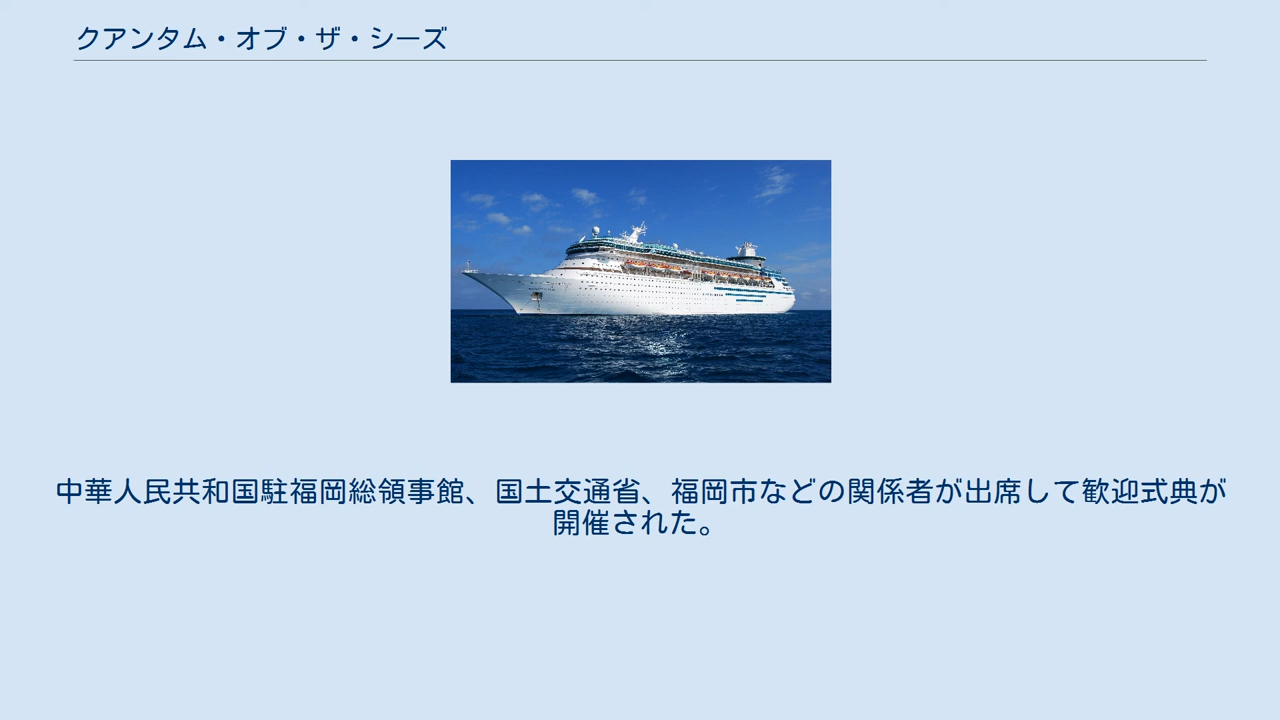 クアンタム・オブ・ザ・シーズ
中華人民共和国駐福岡総領事館、国土交通省、福岡市などの関係者が出席して歓迎式典が
開催された。